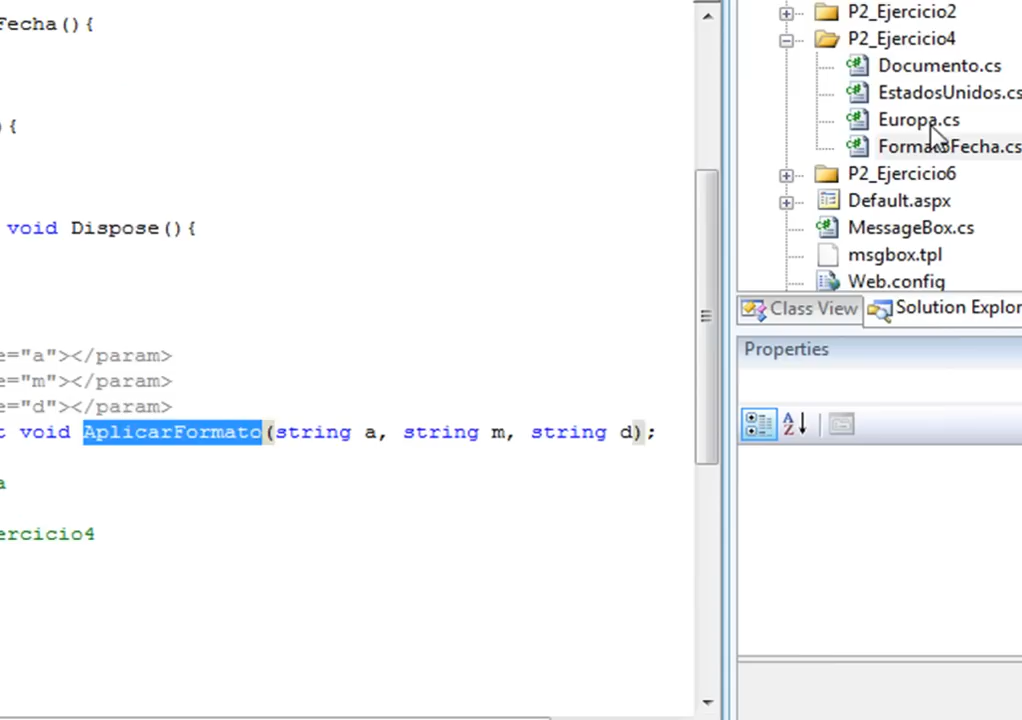 Fecha(){
){
void Dispose(){
e="a"></param>
e="m"></param>
e="d"></param>
t void AplicarFormato(string a, string m, string d);
a
ercicio4
P2_Ejercicio2
P2_Ejercicio4
Documento.cs
EstadosUnidos.cs
Europa.cs
FormatoFecha.cs
P2_Ejercicio6
Default.aspx
MessageBox.cs
msgbox.tpl
Web.config
Class View
Solution Explor
Properties